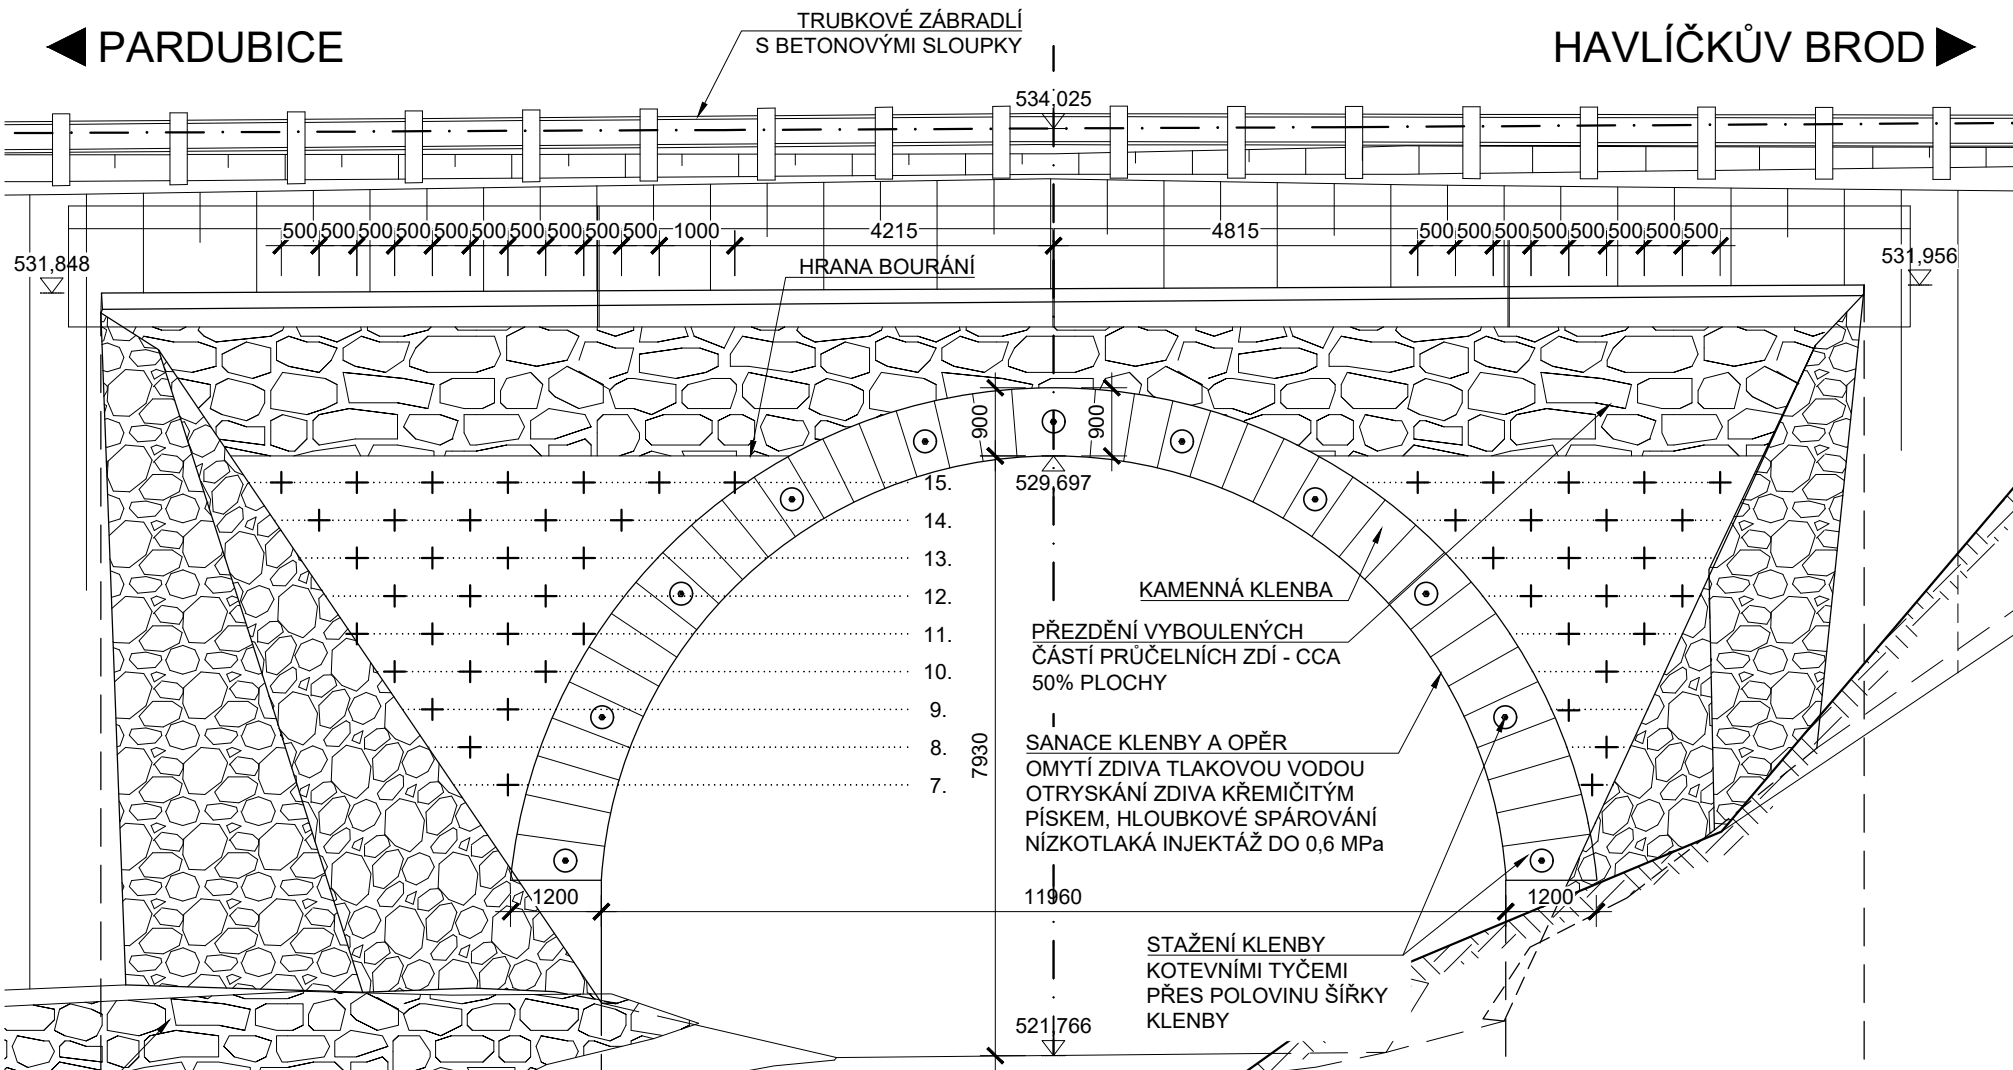 PARDUBICE
TRUBKOVÉ ZÁBRADLÍ
S BETONOVÝMI SLOUPKY
HAVLÍČKŮV BROD
534,025
500 500 500 500 500 500 500 500 500 500 1000 4215 4815 500 500 500 500 500 500 500 500
531,848
HRANA BOURÁNÍ
531,956
900
900
15.
529,697
14.
13.
12.
11.
10.
9.
8.
7.
KAMENNÁ KLENBA
PŘEZDĚNÍ VYBOULENÝCH
ČÁSTÍ PRŮČELNÍCH ZDÍ - CCA
50% PLOCHY
7930
SANACE KLENBY A OPĚR
OMYTÍ ZDIVA TLAKOVOU VODOU
OTRYSKÁNÍ ZDIVA KŘEMIČITÝM
PÍSKEM, HLOUBKOVÉ SPÁROVÁNÍ
NÍZKOTLAKÁ INJEKTÁŽ DO 0,6 MPa
1200
11960
1200
STAŽENÍ KLENBY
KOTEVNÍMI TYČEMI
PŘES POLOVINU ŠÍŘKY
KLENBY
521,766